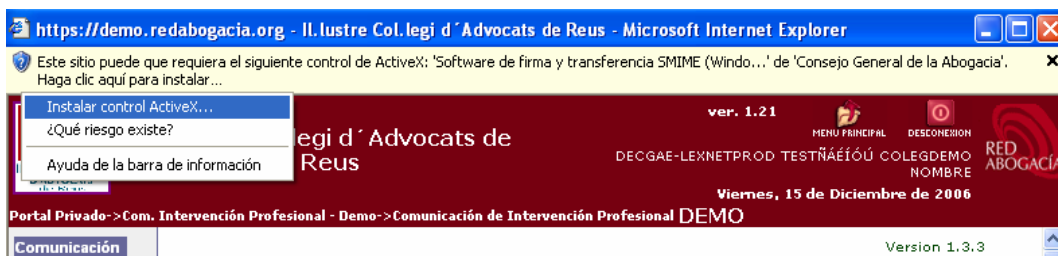 https://demo.redabogacia.org - Il.lustre Col.legi d´Advocats de Reus - Microsoft Internet Explorer
Este sitio puede que requiera el siguiente control de ActiveX: 'Software de firma y transferencia SMIME (Windo...' de 'Consejo General de la Abogacia'.
Haga clic aquí para instalar...
Instalar control ActiveX...
¿Qué riesgo existe?
Ayuda de la barra de información
egi d´Advocats de
Reus
de Reus
ver. 1.21
MENU PRINCIPAL DESCONEXION
DECGAE-LEXNETPROD TESTÑÁÉÍÓÚ COLEGDEMO
NOMBRE
RED
ABOGACÍA
Viernes, 15 de Diciembre de 2006
Portal Privado->Com. Intervención Profesional - Demo->Comunicación de Intervención Profesional DEMO
Comunicación
Version 1.3.3